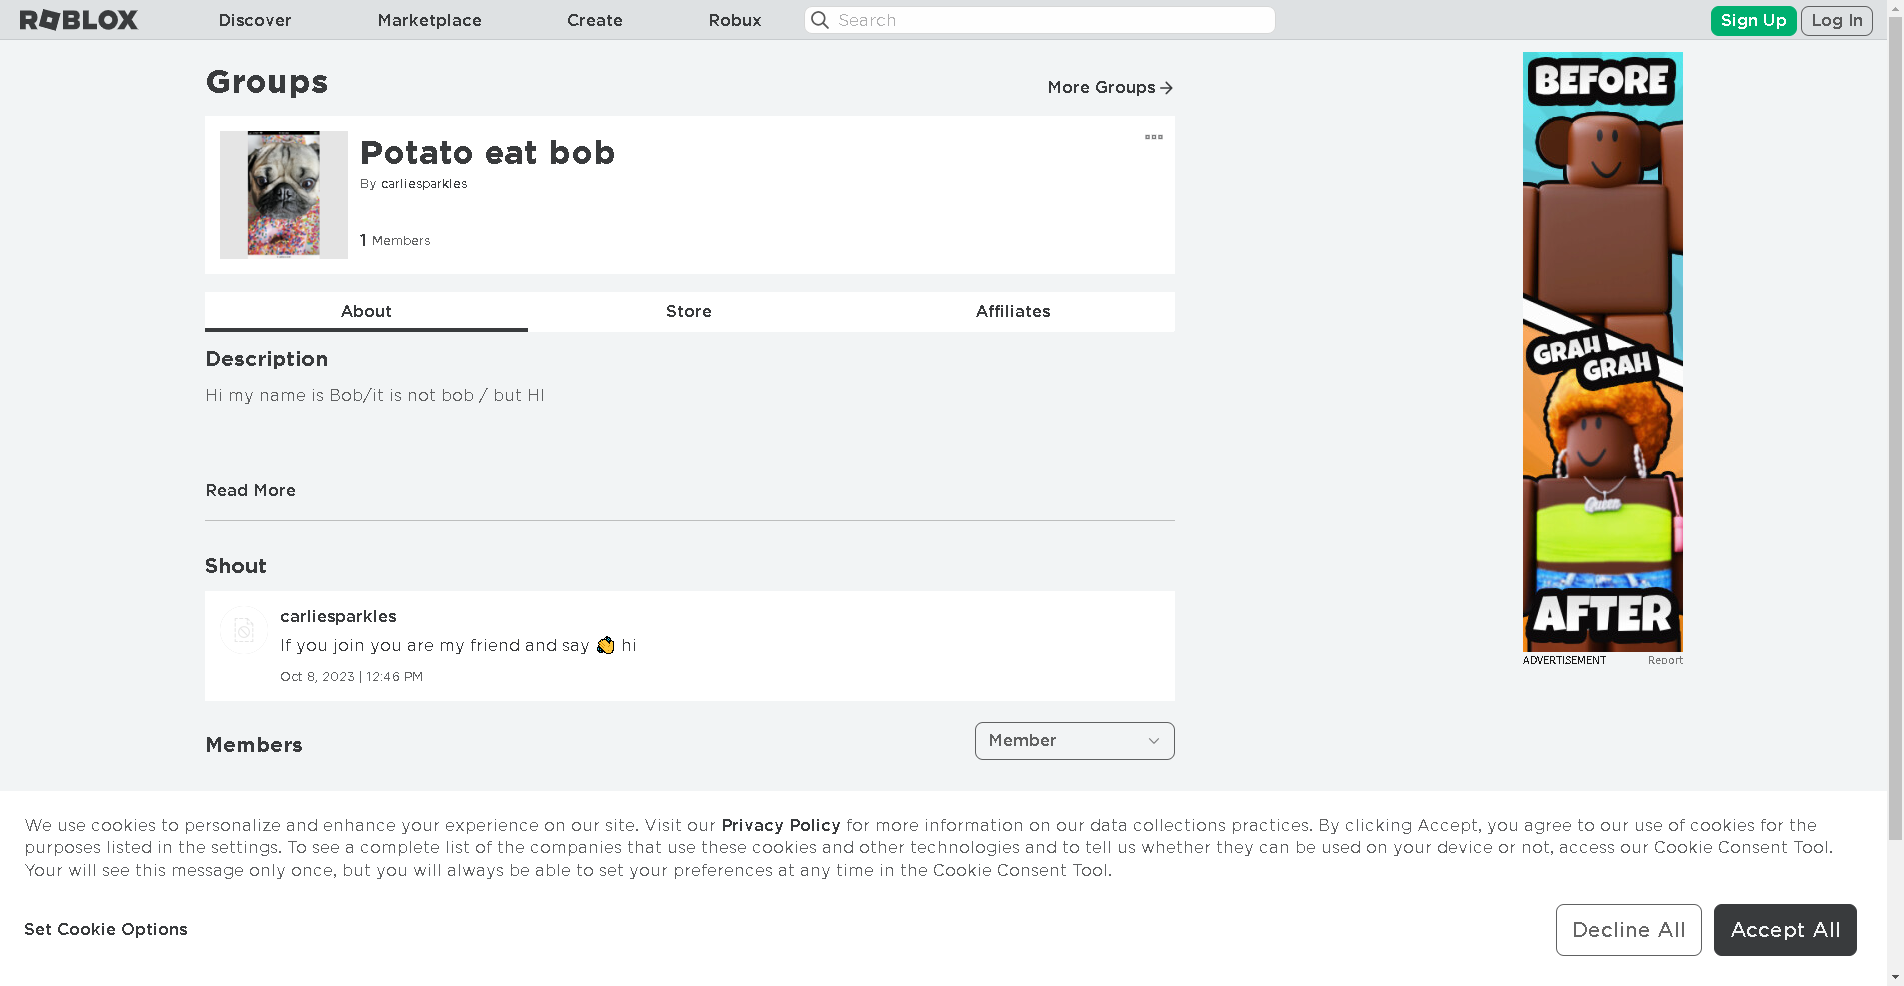 ROBLOX Discover Marketplace Create Robux Search Sign Up Log In
Groups
More Groups
Potato eat bob
By carliesparkles
1 Members
About Store Affiliates
Description
Hi my name is Bob/it is not bob / but HI
Read More
Shout
carliesparkles
If you join you are my friend and say 👋 hi
Oct 8, 2023 | 12:46 PM
Members
Member
BEFORE
GRAH
GRAH
Queen
AFTER
ADVERTISEMENT Report
We use cookies to personalize and enhance your experience on our site. Visit our Privacy Policy for more information on our data collections practices. By clicking Accept, you agree to our use of cookies for the
purposes listed in the settings. To see a complete list of the companies that use these cookies and other technologies and to tell us whether they can be used on your device or not, access our Cookie Consent Tool.
Your will see this message only once, but you will always be able to set your preferences at any time in the Cookie Consent Tool.
Set Cookie Options
Decline All
Accept All